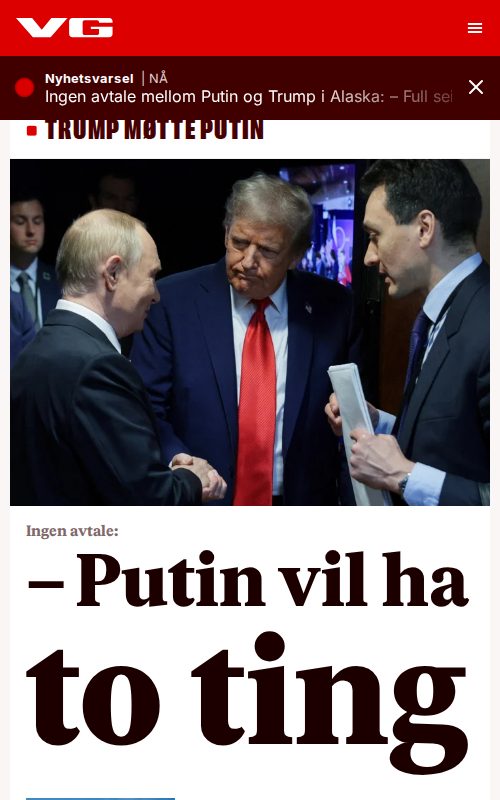 VG
Nyhetsvarsel | NÅ
Ingen avtale mellom Putin og Trump i Alaska: – Full sei
TRUMP MØTTE PUTIN
Ingen avtale:
– Putin vil ha
to ting